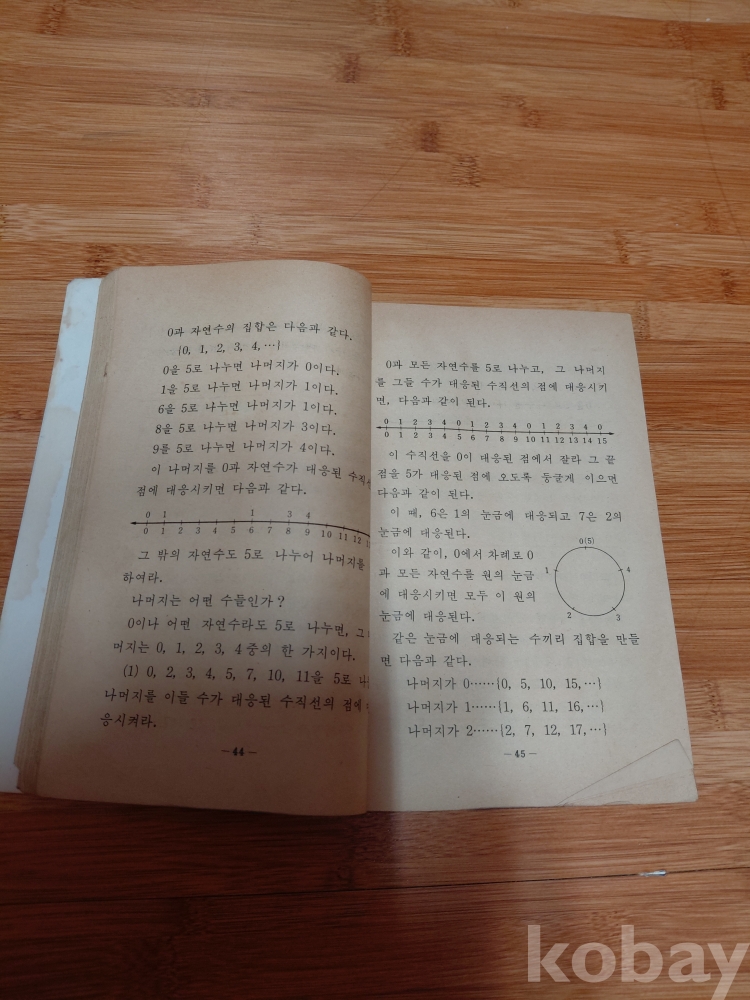 0과 자연수의 집합은 다음과 같다.
{0, 1, 2, 3, 4, …}
0을 5로 나누면 나머지가 0이다.
1을 5로 나누면 나머지가 1이다.
6을 5로 나누면 나머지가 1이다.
8을 5로 나누면 나머지가 3이다.
9를 5로 나누면 나머지가 4이다.
이 나머지를 0과 자연수가 대응된 수직
점에 대응시키면 다음과 같다.
0 1 1 3 4
0 1 2 3 4 5 6 7 8 9 10 11 12
그 밖의 자연수도 5로 나누어 나머지를
하여라.
나머지는 어떤 수들인가?
0이나 어떤 자연수라도 5로 나누면, 그
머지는 0, 1, 2, 3, 4 중의 한 가지이다.
(1) 0, 2, 3, 4, 5, 7, 10, 11을 5로 나
나머지를 이들 수가 대응된 수직선의 점에
응시켜라.
-44-
0과 모든 자연수를 5로 나누고, 그 나머지
를 그들 수가 대응된 수직선의 점에 대응시키
면, 다음과 같이 된다.
0 1 2 3 4 0 1 2 3 4 0 1 2 3 4 0
0 1 2 3 4 5 6 7 8 9 10 11 12 13 14 15
이 수직선을 0이 대응된 점에서 잘라 그 끝
점을 5가 대응된 점에 오도록 둥글게 이으면
다음과 같이 된다.
이 때, 6은 1의 눈금에 대응되고 7은 2의
눈금에 대응된다.
이와 같이, 0에서 차례로 0
과 모든 자연수를 원의 눈금
에 대응시키면 모두 이 원의
눈금에 대응된다.
0(5)
1
4
2
3
같은 눈금에 대응되는 수끼리 집합을 만들
면 다음과 같다.
나머지가 0……{0, 5, 10, 15, …}
나머지가 1……{1, 6, 11, 16, …}
나머지가 2……{2, 7, 12, 17, …}
-45-
kobay